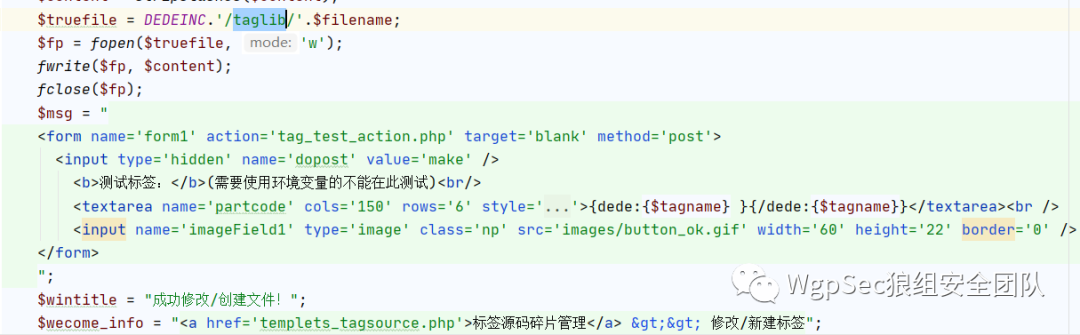 $truefile = DEDEINC.'/taglib/'.$filename;
$fp = fopen($truefile, mode: 'w');
fwrite($fp, $content);
fclose($fp);
$msg = "
<form name='form1' action='tag_test_action.php' target='blank' method='post'>
<input type='hidden' name='dopost' value='make' />
<b>测试标签：</b>(需要使用环境变量的不能在此测试)<br/>
<textarea name='partcode' cols='150' rows='6' style='...'>{dede:{$tagname} }{/dede:{$tagname}}</textarea><br />
<input name='imageField1' type='image' class='np' src='images/button_ok.gif' width='60' height='22' border='0' />
</form>
";
$wintitle = "成功修改/创建文件！";
$wecome_info = "<a href='templets_tagsource.php'>标签源码碎片管理</a> &gt;&gt; 修改/新建标签";
WgpSec狼组安全团队